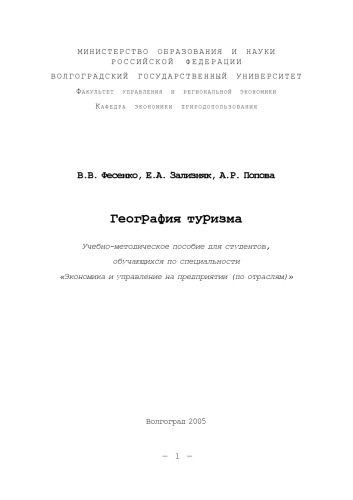 МИНИСТЕРСТВО ОБРАЗОВАНИЯ И НАУКИ
РОССИЙСКОЙ ФЕДЕРАЦИИ
ВОЛГОГРАДСКИЙ ГОСУДАРСТВЕННЫЙ УНИВЕРСИТЕТ
Факультет управления и региональной экономики
Кафедра экономики природопользования
В.В. Фесенко, Е.А. Зализняк, А.Р. Попова
География туризма
Учебно-методическое пособие для студентов,
обучающихся по специальности
«Экономика и управление на предприятии (по отраслям)»
Волгоград 2005
— 1 —